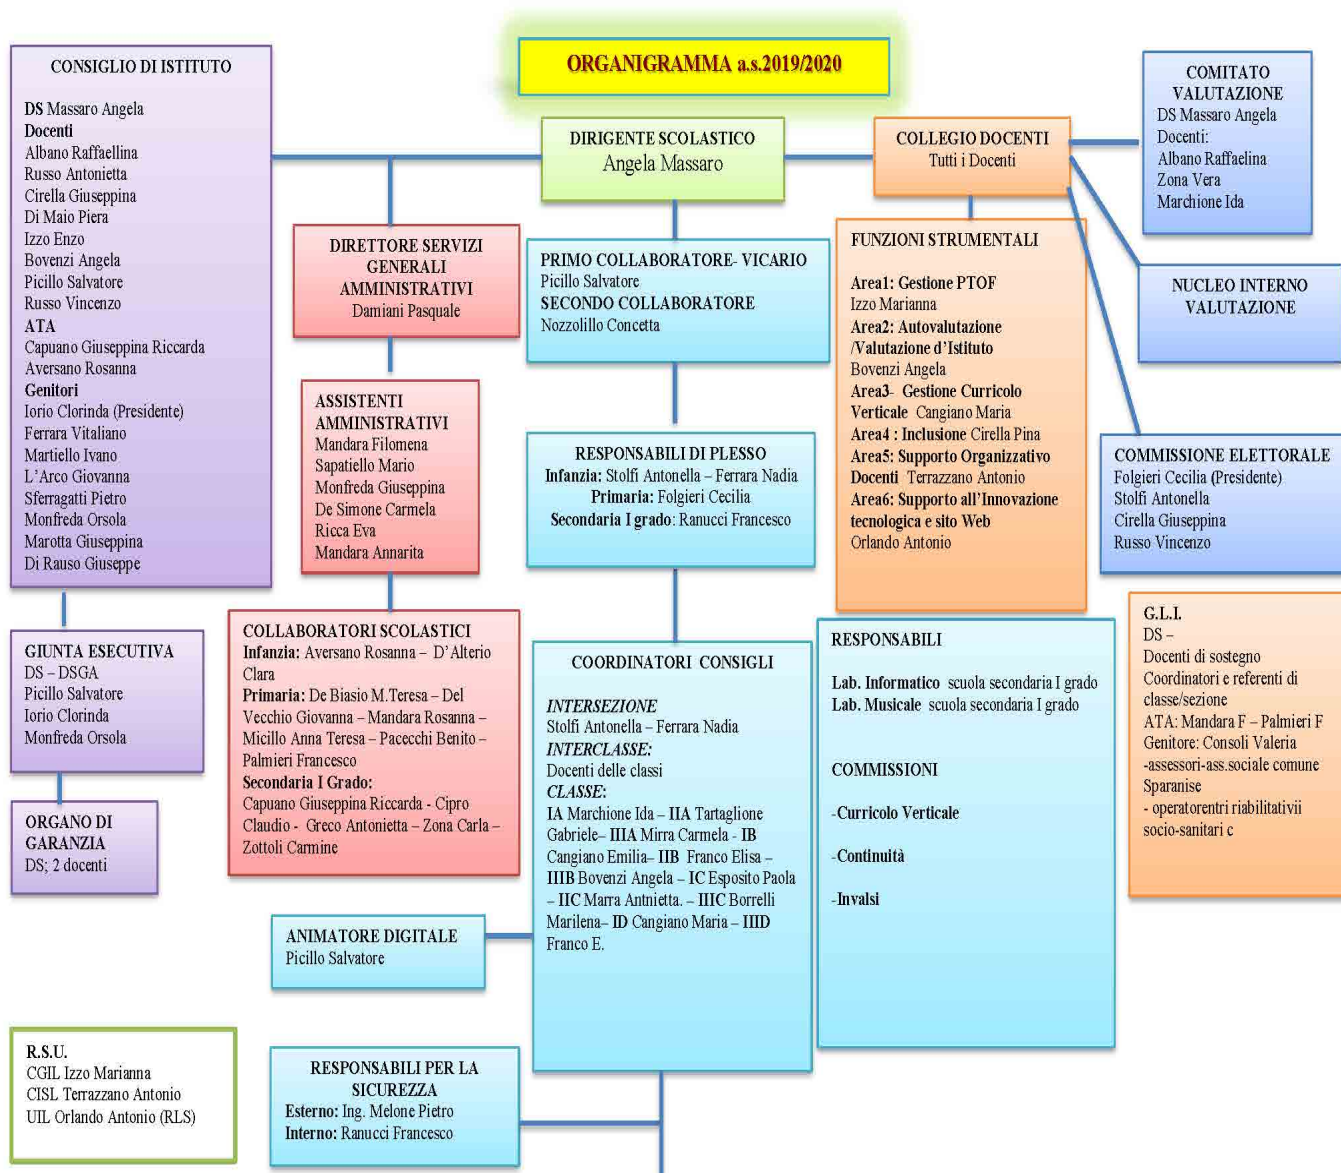 ORGANIGRAMMA a.s.2019/2020
CONSIGLIO DI ISTITUTO
DS Massaro Angela
Docenti
Albano Raffaellina
Russo Antonietta
Cirella Giuseppina
Di Maio Piera
Izzo Enzo
Bovenzi Angela
Picillo Salvatore
Russo Vincenzo
ATA
Capuano Giuseppina Riccarda
Aversano Rosanna
Genitori
Iorio Clorinda (Presidente)
Ferrara Vitaliano
Martiello Ivano
L'Arco Giovanna
Sferragatti Pietro
Monfreda Orsola
Marotta Giuseppina
Di Rauso Giuseppe
DIRIGENTE SCOLASTICO
Angela Massaro
COLLEGIO DOCENTI
Tutti i Docenti
COMITATO
VALUTAZIONE
DS Massaro Angela
Docenti:
Albano Raffaelina
Zona Vera
Marchione Ida
DIRETTORE SERVIZI
GENERALI
AMMINISTRATIVI
Damiani Pasquale
PRIMO COLLABORATORE- VICARIO
Picillo Salvatore
SECONDO COLLABORATORE
Nozzolillo Concetta
FUNZIONI STRUMENTALI
Area1: Gestione PTOF
Izzo Marianna
Area2: Autovalutazione
/Valutazione d'Istituto
Bovenzi Angela
Area3- Gestione Curricolo
Verticale Cangiano Maria
Area4 : Inclusione Cirella Pina
Area5: Supporto Organizzativo
Docenti Terrazzano Antonio
Area6: Supporto all'Innovazione
tecnologica e sito Web
Orlando Antonio
NUCLEO INTERNO
VALUTAZIONE
ASSISTENTI
AMMINISTRATIVI
Mandara Filomena
Sapatiello Mario
Monfreda Giuseppina
De Simone Carmela
Ricca Eva
Mandara Annarita
RESPONSABILI DI PLESSO
Infanzia: Stolfi Antonella – Ferrara Nadia
Primaria: Folgieri Cecilia
Secondaria I grado: Ranucci Francesco
COMMISSIONE ELETTORALE
Folgieri Cecilia (Presidente)
Stolfi Antonella
Cirella Giuseppina
Russo Vincenzo
GIUNTA ESECUTIVA
DS – DSGA
Picillo Salvatore
Iorio Clorinda
Monfreda Orsola
COLLABORATORI SCOLASTICI
Infanzia: Aversano Rosanna – D'Alterio
Clara
Primaria: De Biasio M.Teresa – Del
Vecchio Giovanna – Mandara Rosanna –
Micillo Anna Teresa – Pacecchi Benito –
Palmieri Francesco
Secondaria I Grado:
Capuano Giuseppina Riccarda - Cipro
Claudio - Greco Antonietta – Zona Carla –
Zottoli Carmine
COORDINATORI CONSIGLI
INTERSEZIONE
Stolfi Antonella – Ferrara Nadia
INTERCLASSE:
Docenti delle classi
CLASSE:
IA Marchione Ida – IIA Tartaglione
Gabriele– IIIA Mirra Carmela - IB
Cangiano Emilia– IIB Franco Elisa –
IIIB Bovenzi Angela – IC Esposito Paola
– IIC Marra Antnietta. – IIIC Borrelli
Marilena– ID Cangiano Maria – IIID
Franco E.
RESPONSABILI
Lab. Informatico scuola secondaria I grado
Lab. Musicale scuola secondaria I grado
COMMISSIONI
-Curricolo Verticale
-Continuità
-Invalsi
G.L.I.
DS –
Docenti di sostegno
Coordinatori e referenti di
classe/sezione
ATA: Mandara F – Palmieri F
Genitore: Consoli Valeria
-assessori-ass.sociale comune
Sparanise
- operatorentri riabilitativii
socio-sanitari c
ORGANO DI
GARANZIA
DS; 2 docenti
ANIMATORE DIGITALE
Picillo Salvatore
R.S.U.
CGIL Izzo Marianna
CISL Terrazzano Antonio
UIL Orlando Antonio (RLS)
RESPONSABILI PER LA
SICUREZZA
Esterno: Ing. Melone Pietro
Interno: Ranucci Francesco